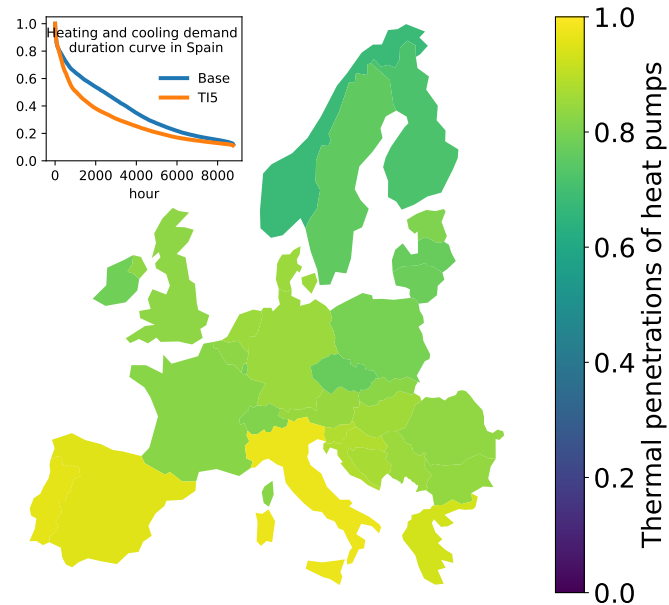 Heating and cooling demand
duration curve in Spain
1.0
0.8
0.6
0.4
0.2
0.0
Base
TI5
0
2000
4000
6000
8000
hour
1.0
0.8
0.6
0.4
0.2
0.0
Thermal penetrations of heat pumps